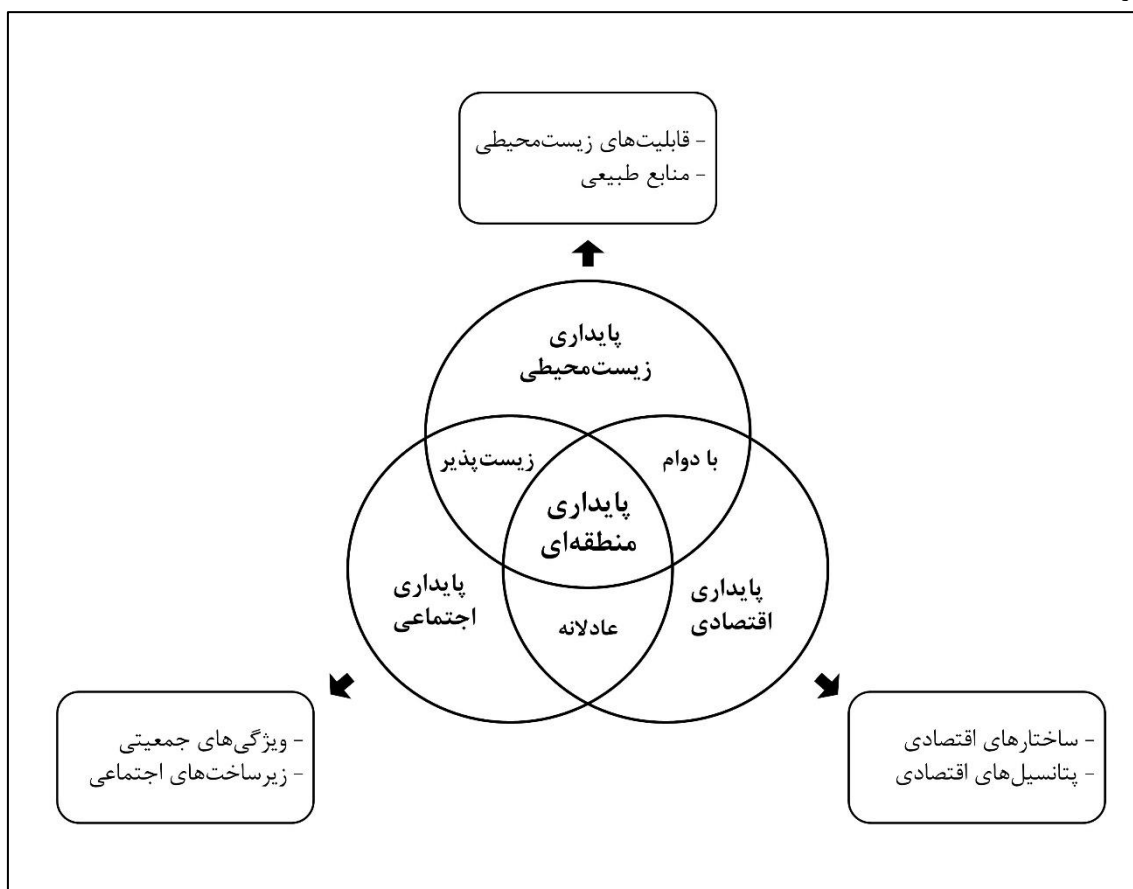 - قابلیت‌های زیست‌محیطی
- منابع طبیعی
پایداری
زیست‌محیطی
زیست‌پذیر
با دوام
پایداری
منطقه‌ای
پایداری
اجتماعی
پایداری
اقتصادی
عادلانه
- ویژگی‌های جمعیتی
- زیرساخت‌های اجتماعی
- ساختارهای اقتصادی
- پتانسیل‌های اقتصادی